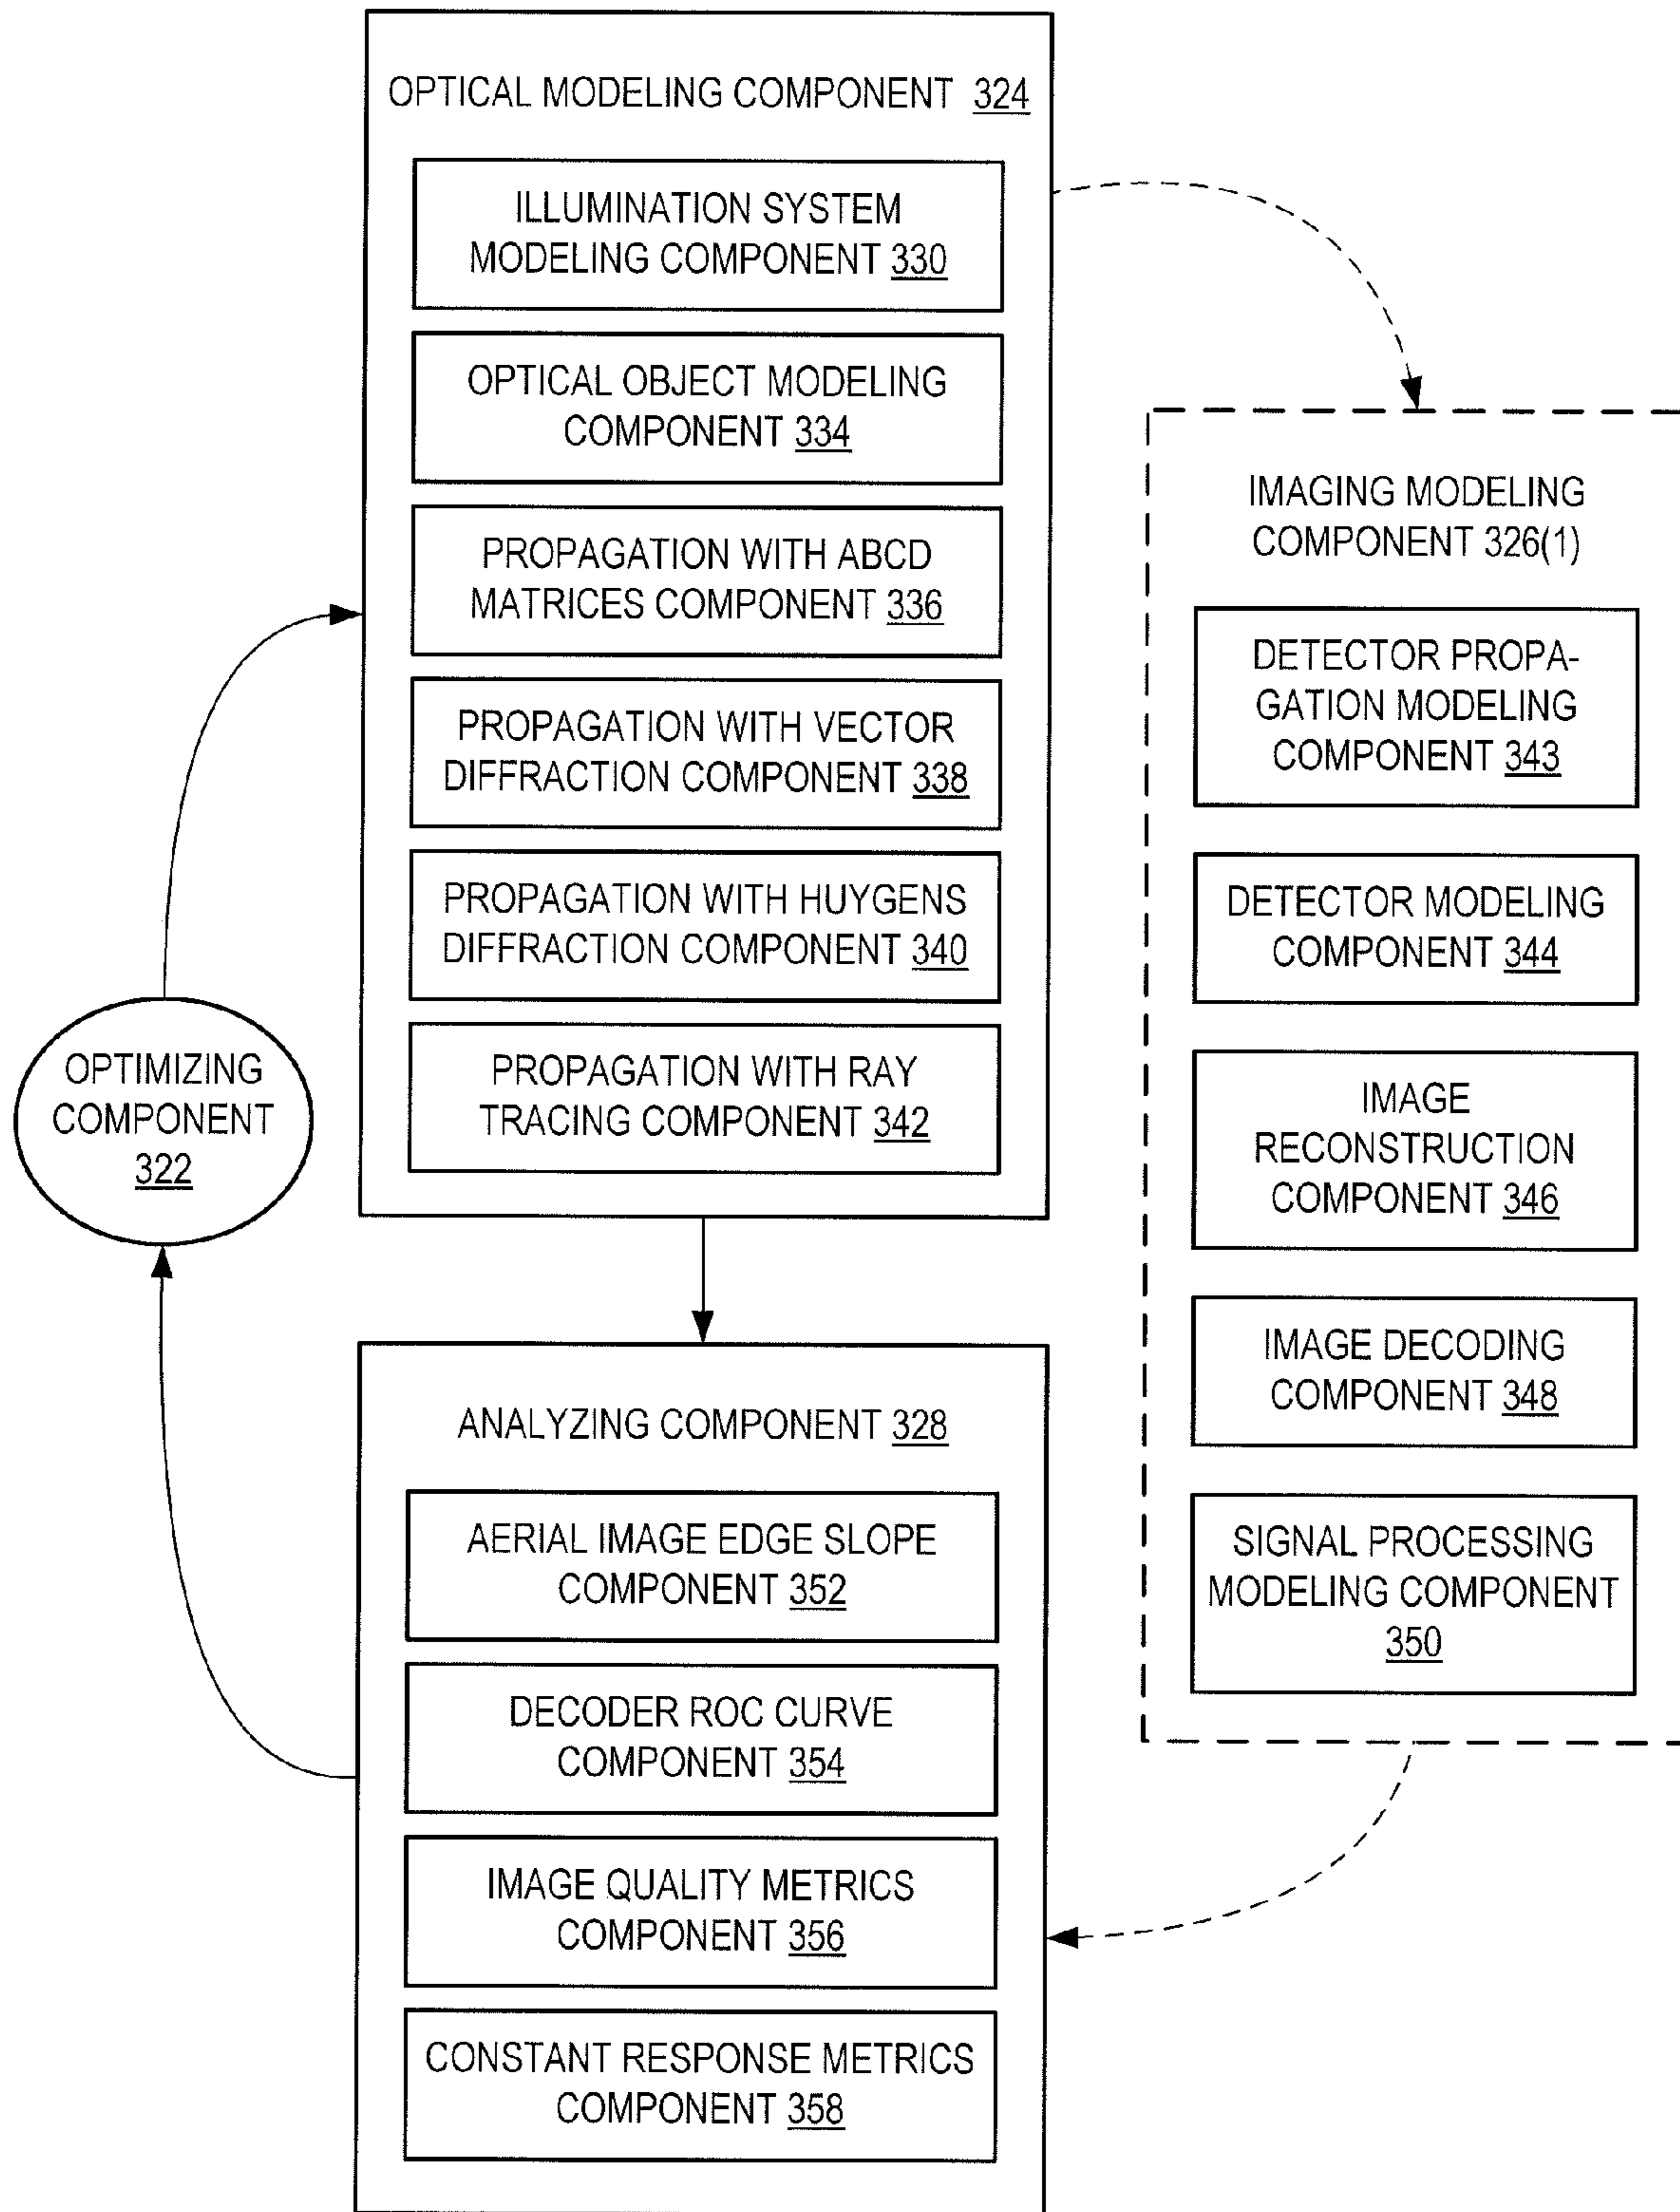 OPTICAL MODELING COMPONENT 324
ILLUMINATION SYSTEM
MODELING COMPONENT 330
OPTICAL OBJECT MODELING
COMPONENT 334
PROPAGATION WITH ABCD
MATRICES COMPONENT 336
PROPAGATION WITH VECTOR
DIFFRACTION COMPONENT 338
PROPAGATION WITH HUYGENS
DIFFRACTION COMPONENT 340
PROPAGATION WITH RAY
TRACING COMPONENT 342
IMAGING MODELING
COMPONENT 326(1)
DETECTOR PROPA-
GATION MODELING
COMPONENT 343
DETECTOR MODELING
COMPONENT 344
IMAGE
RECONSTRUCTION
COMPONENT 346
IMAGE DECODING
COMPONENT 348
SIGNAL PROCESSING
MODELING COMPONENT
350
OPTIMIZING
COMPONENT
322
ANALYZING COMPONENT 328
AERIAL IMAGE EDGE SLOPE
COMPONENT 352
DECODER ROC CURVE
COMPONENT 354
IMAGE QUALITY METRICS
COMPONENT 356
CONSTANT RESPONSE METRICS
COMPONENT 358